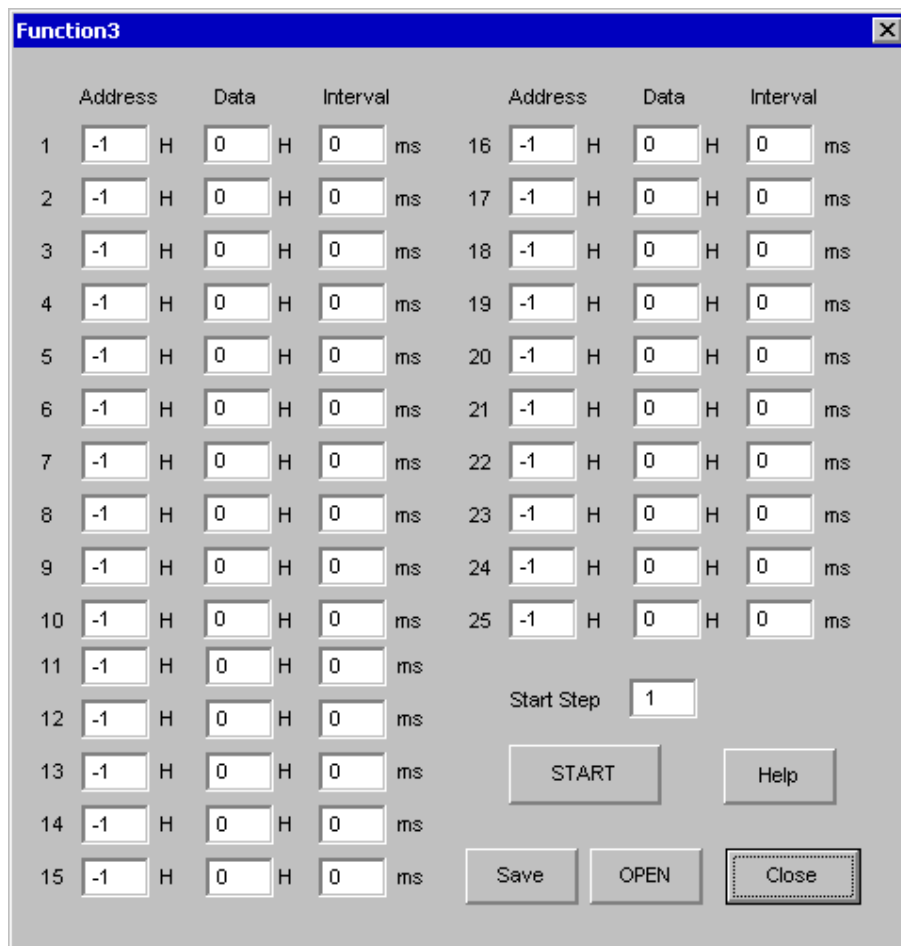 Function3
Address Data Interval Address Data Interval
1 -1 H 0 H 0 ms 16 -1 H 0 H 0 ms
2 -1 H 0 H 0 ms 17 -1 H 0 H 0 ms
3 -1 H 0 H 0 ms 18 -1 H 0 H 0 ms
4 -1 H 0 H 0 ms 19 -1 H 0 H 0 ms
5 -1 H 0 H 0 ms 20 -1 H 0 H 0 ms
6 -1 H 0 H 0 ms 21 -1 H 0 H 0 ms
7 -1 H 0 H 0 ms 22 -1 H 0 H 0 ms
8 -1 H 0 H 0 ms 23 -1 H 0 H 0 ms
9 -1 H 0 H 0 ms 24 -1 H 0 H 0 ms
10 -1 H 0 H 0 ms 25 -1 H 0 H 0 ms
11 -1 H 0 H 0 ms
12 -1 H 0 H 0 ms
13 -1 H 0 H 0 ms
14 -1 H 0 H 0 ms
15 -1 H 0 H 0 ms
Start Step 1
START Help
Save OPEN Close